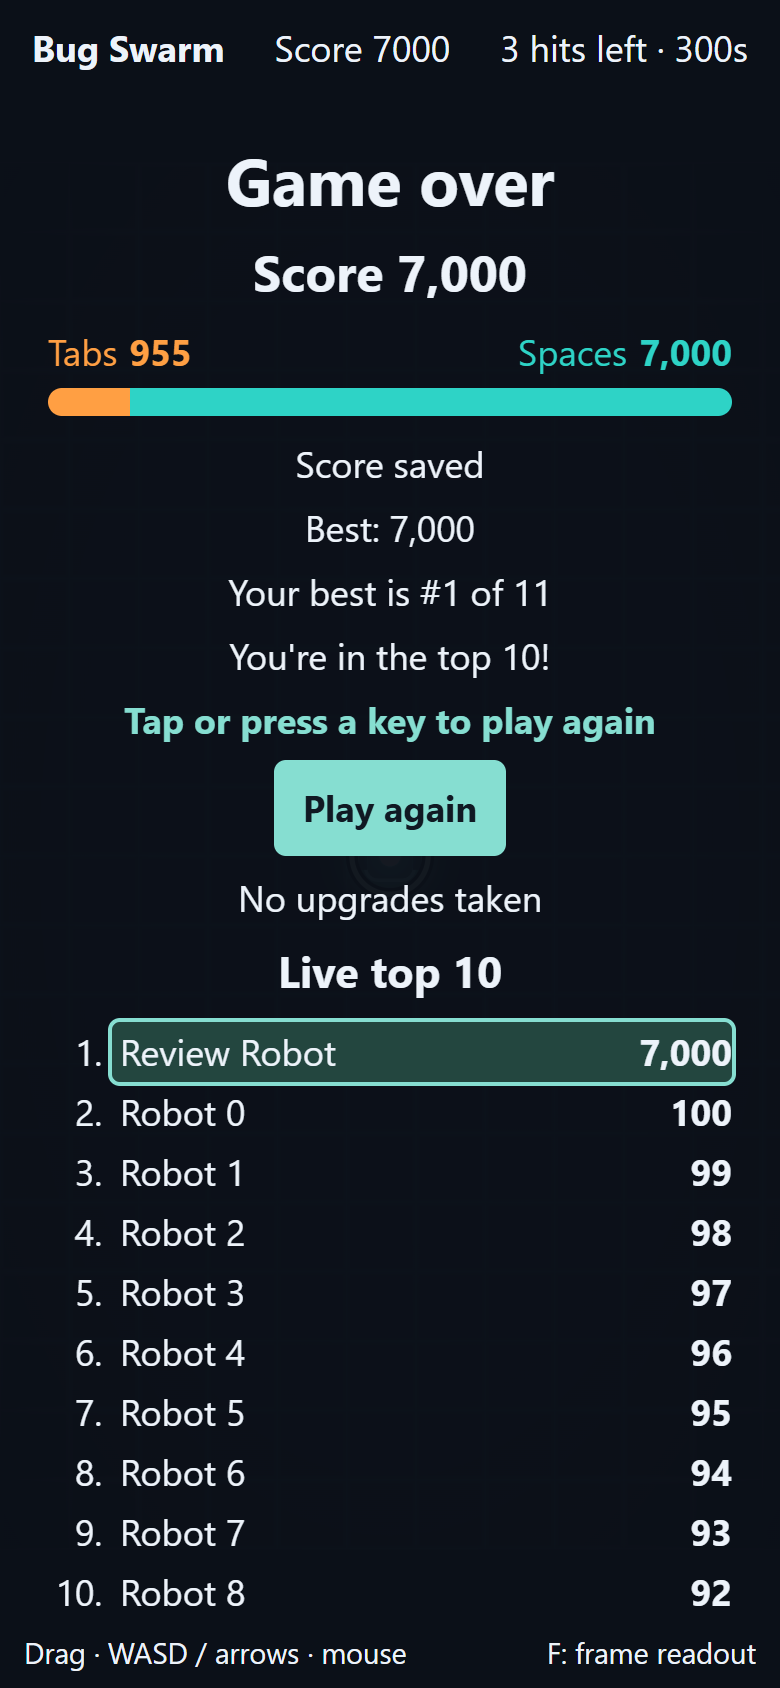 Bug Swarm Score 7000 3 hits left · 300s
Game over
Score 7,000
Tabs 955 Spaces 7,000
Score saved
Best: 7,000
Your best is #1 of 11
You're in the top 10!
Tap or press a key to play again
Play again
No upgrades taken
Live top 10
1. Review Robot 7,000
2. Robot 0 100
3. Robot 1 99
4. Robot 2 98
5. Robot 3 97
6. Robot 4 96
7. Robot 5 95
8. Robot 6 94
9. Robot 7 93
10. Robot 8 92
Drag · WASD / arrows · mouse F: frame readout